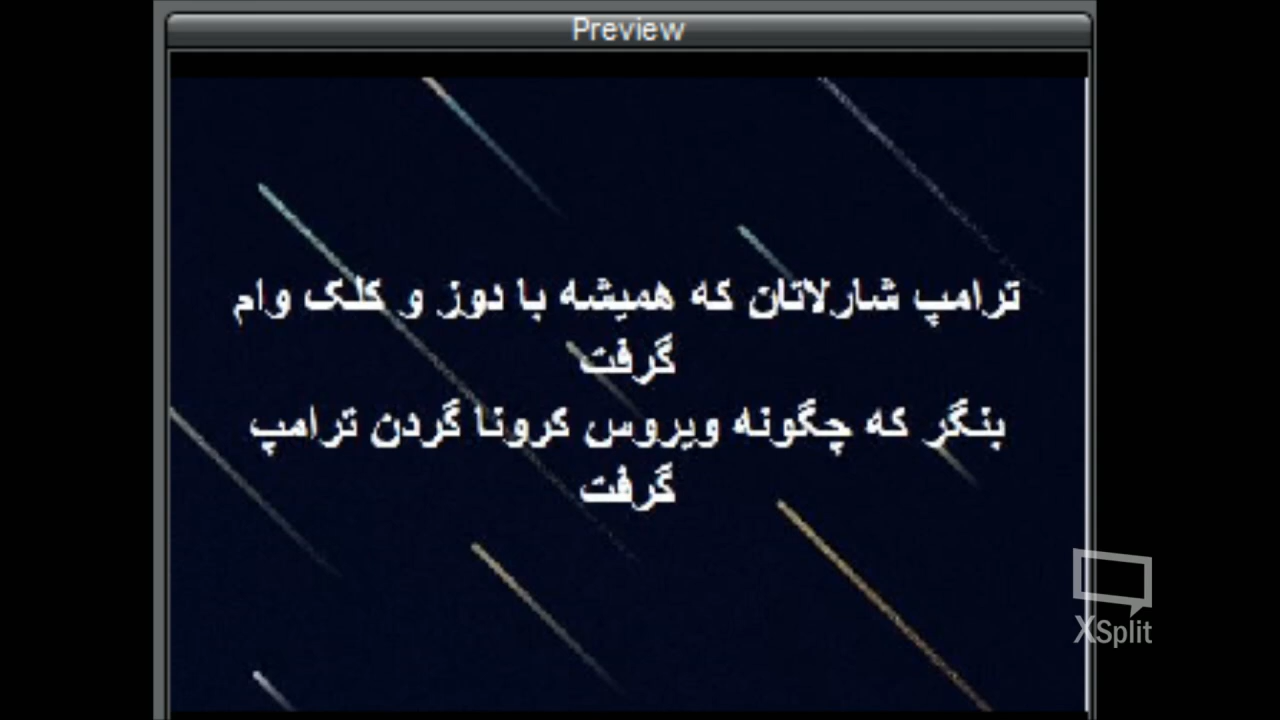 Preview
ترامپ شارلاتان که همیشه با دوز و کلک وام
گرفت
بنگر که چگونه ویروس کرونا گردن ترامپ
گرفت
XSplit